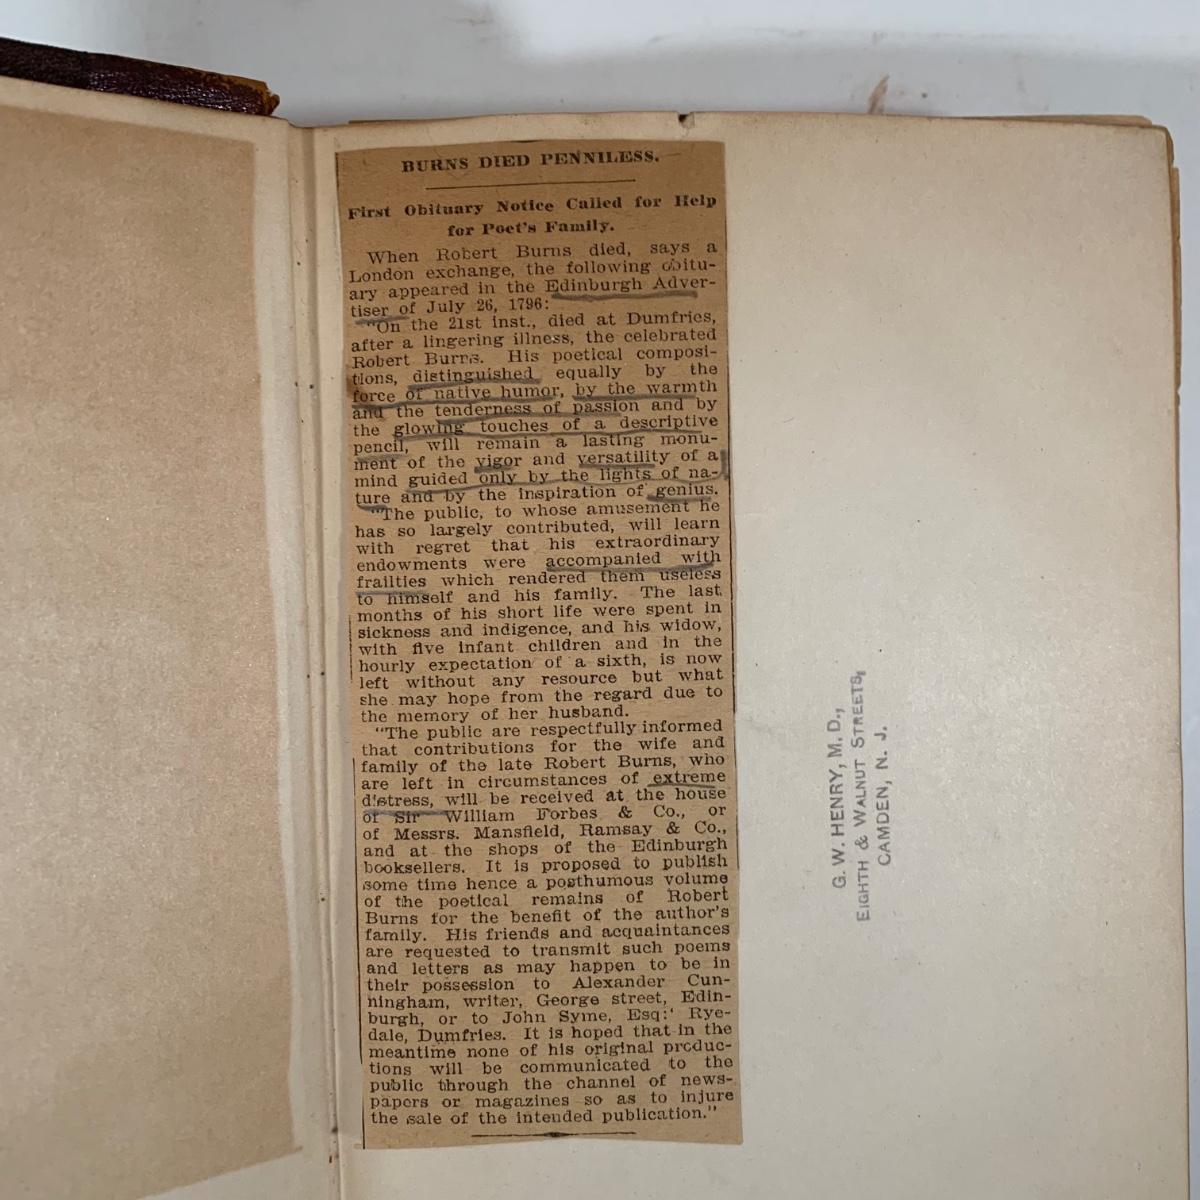 BURNS DIED PENNILESS.
First Obituary Notice Called for Help
for Poet's Family.
When Robert Burns died, says a
London exchange, the following obitu-
ary appeared in the Edinburgh Adver-
tiser of July 26, 1796:
"On the 21st inst., died at Dumfries,
after a lingering illness, the celebrated
Robert Burns. His poetical composi-
tions, distinguished equally by the
force of native humor, by the warmth
and the tenderness of passion and by
the glowing touches of a descriptive
pencil, will remain a lasting monu-
ment of the vigor and versatility of a
mind guided only by the lights of na-
ture and by the inspiration of genius.
"The public, to whose amusement he
has so largely contributed, will learn
with regret that his extraordinary
endowments were accompanied with
frailties which rendered them useless
to himself and his family. The last
months of his short life were spent in
sickness and indigence, and his widow,
with five infant children and in the
hourly expectation of a sixth, is now
left without any resource but what
she may hope from the regard due to
the memory of her husband.
"The public are respectfully informed
that contributions for the wife and
family of the late Robert Burns, who
are left in circumstances of extreme
distress, will be received at the house
of Sir William Forbes & Co., or
of Messrs. Mansfield, Ramsay & Co.,
and at the shops of the Edinburgh
booksellers. It is proposed to publish
some time hence a posthumous volume
of the poetical remains of Robert
Burns for the benefit of the author's
family. His friends and acquaintances
are requested to transmit such poems
and letters as may happen to be in
their possession to Alexander Cun-
ningham, writer, George street, Edin-
burgh, or to John Syme, Esq:' Rye-
dale, Dumfries. It is hoped that in the
meantime none of his original produc-
tions will be communicated to the
public through the channel of news-
papers or magazines so as to injure
the sale of the intended publication."
G. W. HENRY, M. D.,
EIGHTH & WALNUT STREETS,
CAMDEN, N. J.